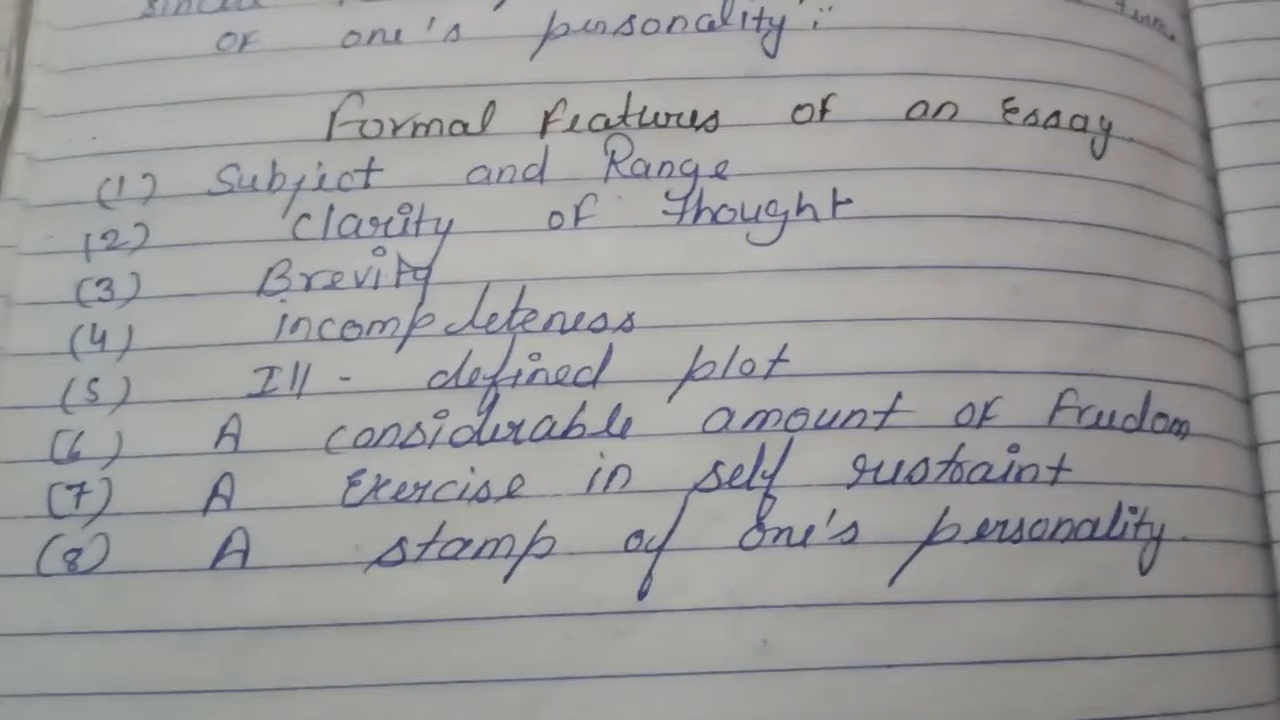 of one's personality."
Formal Features of an Essay
(1) Subject and Range
(2) Clarity of Thought
(3) Brevity
(4) incompleteness
(5) Ill - defined plot
(6) A considerable amount of Freedom
(7) A Exercise in self restraint
(8) A stamp of One's personality